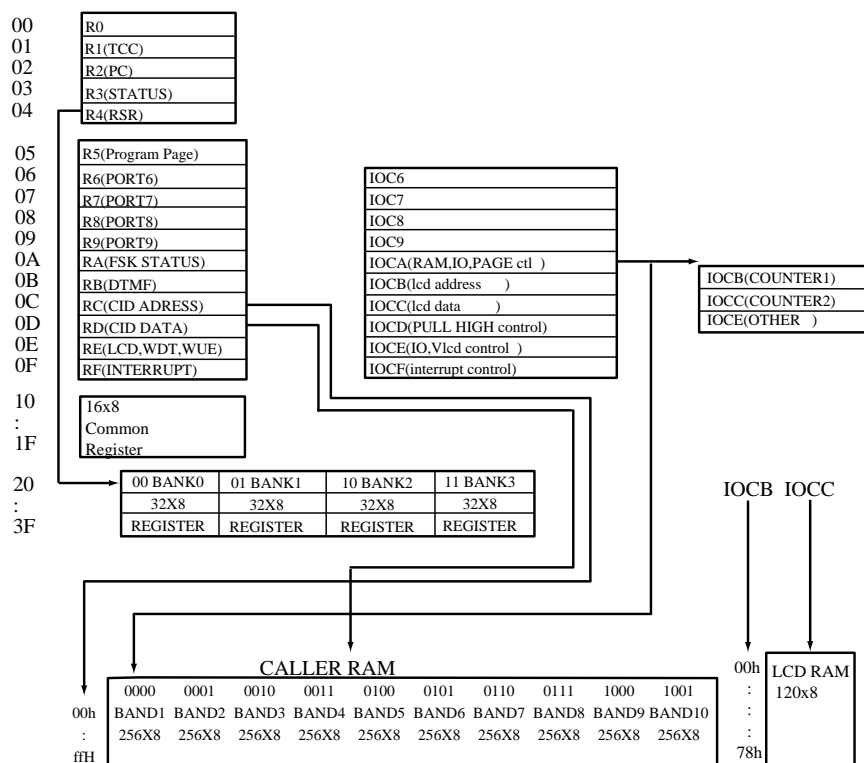 00 R0
01 R1(TCC)
02 R2(PC)
03 R3(STATUS)
04 R4(RSR)
05 R5(Program Page)
06 R6(PORT6) IOC6
07 R7(PORT7) IOC7
08 R8(PORT8) IOC8
09 R9(PORT9) IOC9
0A RA(FSK STATUS) IOCA(RAM,IO,PAGE ctl )
0B RB(DTMF) IOCB(lcd address ) IOCB(COUNTER1)
0C RC(CID ADRESS) IOCC(lcd data ) IOCC(COUNTER2)
0D RD(CID DATA) IOCD(PULL HIGH control) IOCE(OTHER )
0E RE(LCD,WDT,WUE) IOCE(IO,Vlcd control )
0F RF(INTERRUPT) IOCF(interrupt control)
10 16x8
: Common
1F Register
20 00 BANK0 01 BANK1 10 BANK2 11 BANK3 IOCB IOCC
: 32X8 32X8 32X8 32X8
3F REGISTER REGISTER REGISTER REGISTER
CALLER RAM 00h LCD RAM
0000 0001 0010 0011 0100 0101 0110 0111 1000 1001 : 120x8
00h BAND1 BAND2 BAND3 BAND4 BAND5 BAND6 BAND7 BAND8 BAND9 BAND10 :
: 256X8 256X8 256X8 256X8 256X8 256X8 256X8 256X8 256X8 256X8 :
ffH 78h